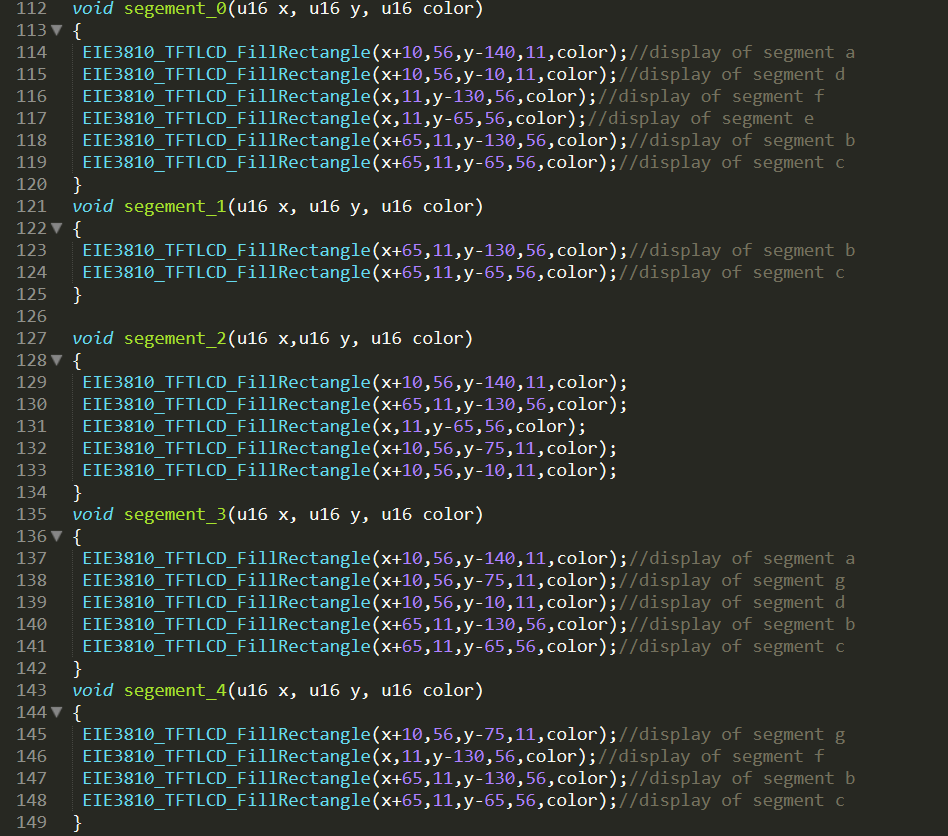 112 void segement_0(u16 x, u16 y, u16 color)
113 {
114 EIE3810_TFTLCD_FillRectangle(x+10,56,y-140,11,color);//display of segment a
115 EIE3810_TFTLCD_FillRectangle(x+10,56,y-10,11,color);//display of segment d
116 EIE3810_TFTLCD_FillRectangle(x,11,y-130,56,color);//display of segment f
117 EIE3810_TFTLCD_FillRectangle(x,11,y-65,56,color);//display of segment e
118 EIE3810_TFTLCD_FillRectangle(x+65,11,y-130,56,color);//display of segment b
119 EIE3810_TFTLCD_FillRectangle(x+65,11,y-65,56,color);//display of segment c
120 }
121 void segement_1(u16 x, u16 y, u16 color)
122 {
123 EIE3810_TFTLCD_FillRectangle(x+65,11,y-130,56,color);//display of segment b
124 EIE3810_TFTLCD_FillRectangle(x+65,11,y-65,56,color);//display of segment c
125 }
126
127 void segement_2(u16 x,u16 y, u16 color)
128 {
129 EIE3810_TFTLCD_FillRectangle(x+10,56,y-140,11,color);
130 EIE3810_TFTLCD_FillRectangle(x+65,11,y-130,56,color);
131 EIE3810_TFTLCD_FillRectangle(x,11,y-65,56,color);
132 EIE3810_TFTLCD_FillRectangle(x+10,56,y-75,11,color);
133 EIE3810_TFTLCD_FillRectangle(x+10,56,y-10,11,color);
134 }
135 void segement_3(u16 x, u16 y, u16 color)
136 {
137 EIE3810_TFTLCD_FillRectangle(x+10,56,y-140,11,color);//display of segment a
138 EIE3810_TFTLCD_FillRectangle(x+10,56,y-75,11,color);//display of segment g
139 EIE3810_TFTLCD_FillRectangle(x+10,56,y-10,11,color);//display of segment d
140 EIE3810_TFTLCD_FillRectangle(x+65,11,y-130,56,color);//display of segment b
141 EIE3810_TFTLCD_FillRectangle(x+65,11,y-65,56,color);//display of segment c
142 }
143 void segement_4(u16 x, u16 y, u16 color)
144 {
145 EIE3810_TFTLCD_FillRectangle(x+10,56,y-75,11,color);//display of segment g
146 EIE3810_TFTLCD_FillRectangle(x,11,y-130,56,color);//display of segment f
147 EIE3810_TFTLCD_FillRectangle(x+65,11,y-130,56,color);//display of segment b
148 EIE3810_TFTLCD_FillRectangle(x+65,11,y-65,56,color);//display of segment c
149 }